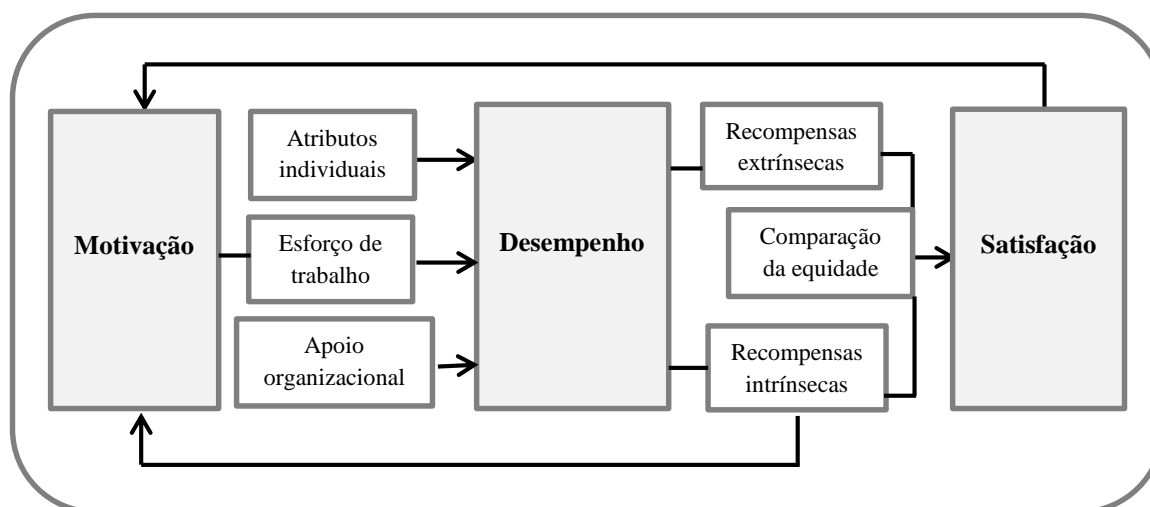 Motivação
Atributos
individuais
Esforço de
trabalho
Apoio
organizacional
Desempenho
Recompensas
extrínsecas
Comparação
da equidade
Recompensas
intrínsecas
Satisfação